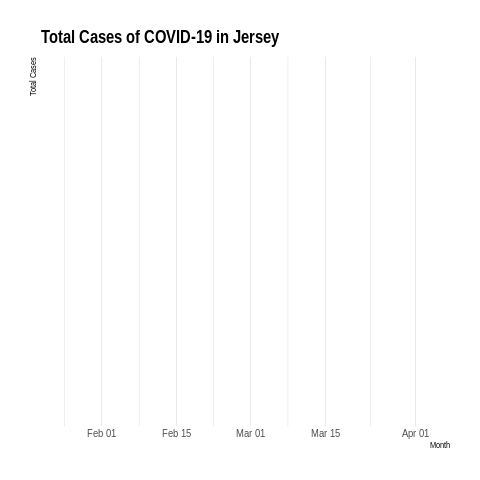 Total Cases of COVID-19 in Jersey
Total Cases
Feb 01 Feb 15 Mar 01 Mar 15 Apr 01
Month